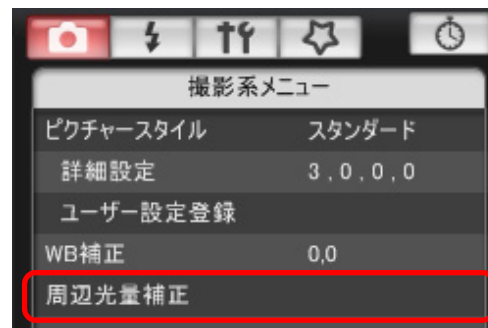 撮影系メニュー
ピクチャースタイル スタンダード
詳細設定 3 , 0 , 0 , 0
ユーザー設定登録
WB補正 0,0
周辺光量補正